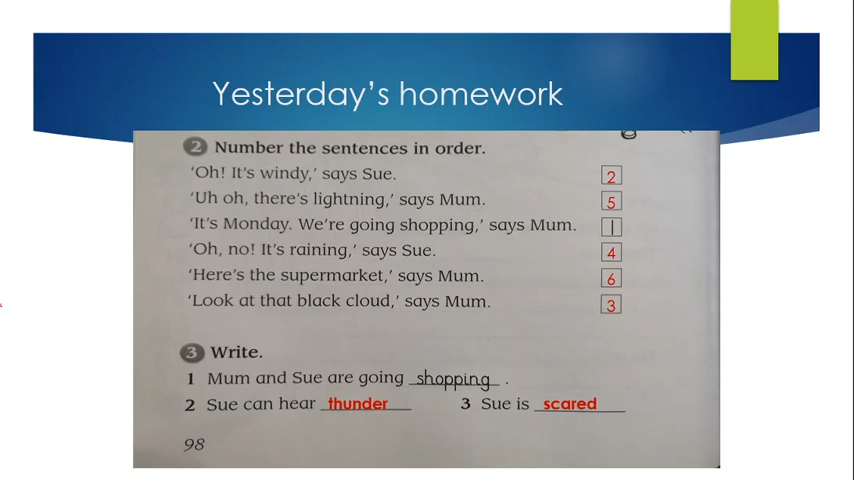 Yesterday's homework
2 Number the sentences in order.
'Oh! It's windy,' says Sue. 2
'Uh oh, there's lightning,' says Mum. 5
'It's Monday. We're going shopping,' says Mum. 1
'Oh, no! It's raining,' says Sue. 4
'Here's the supermarket,' says Mum. 6
'Look at that black cloud,' says Mum. 3
3 Write.
1 Mum and Sue are going shopping .
2 Sue can hear thunder 3 Sue is scared
98